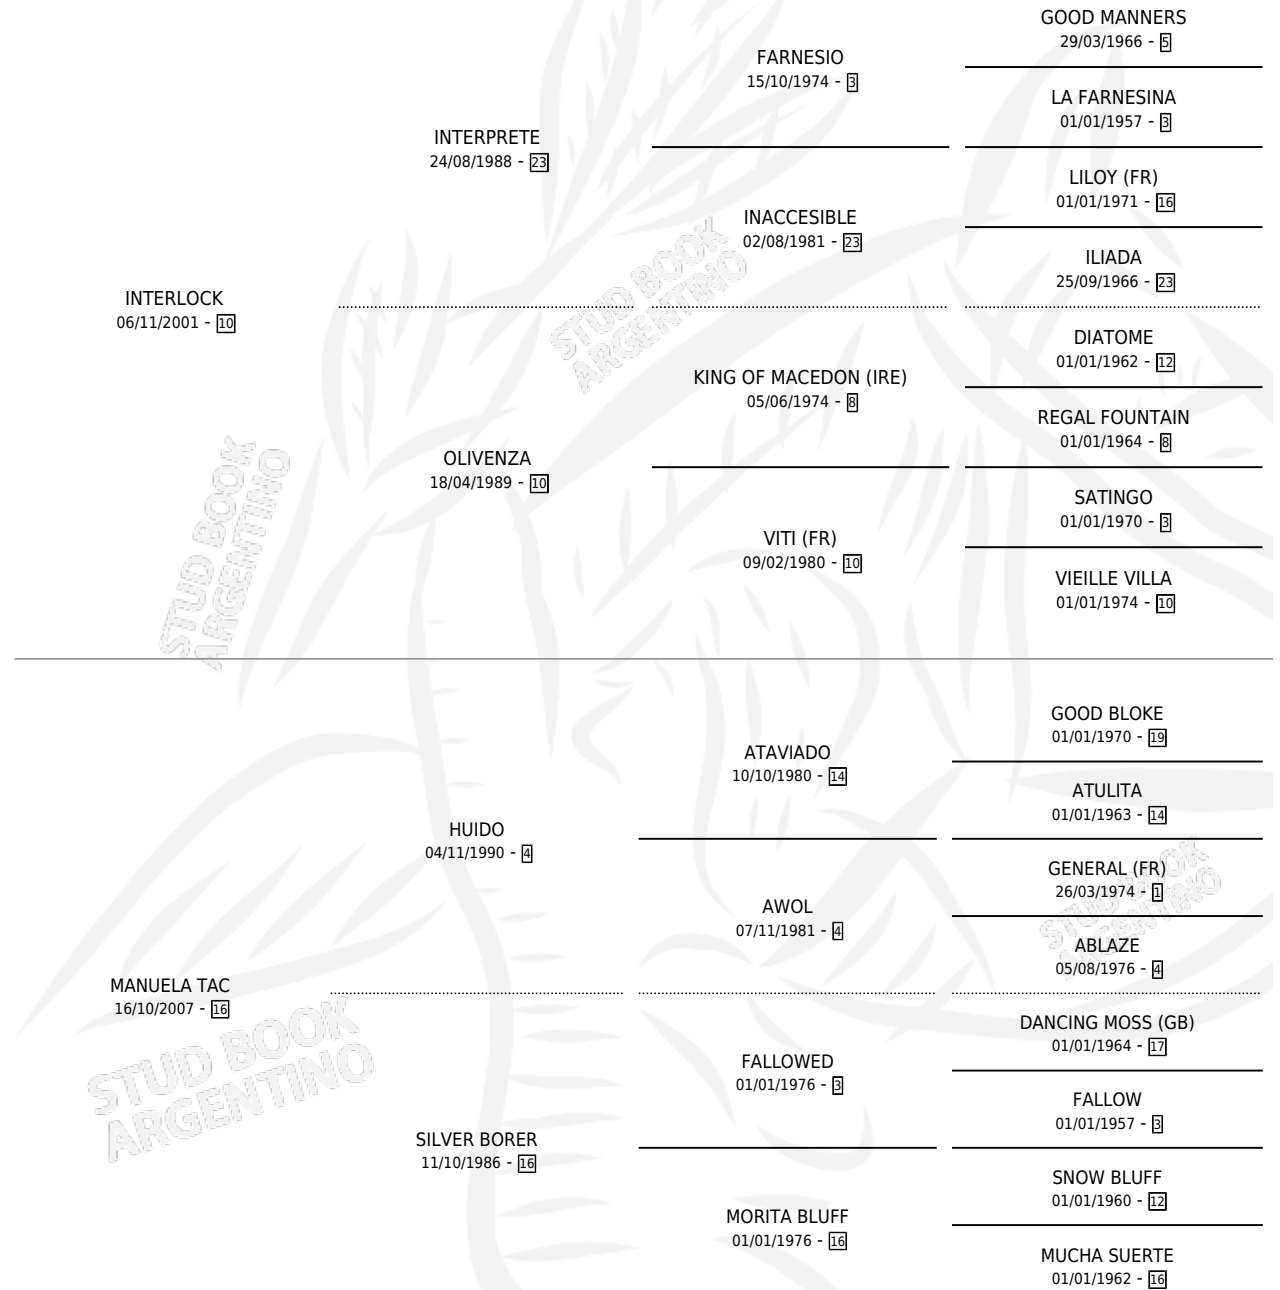 GOOD MANNERS
29/03/1966 - 5
FARNESIO
15/10/1974 - 3
LA FARNESINA
01/01/1957 - 3
INTERPRETE
24/08/1988 - 23
LILOY (FR)
01/01/1971 - 16
INACCESIBLE
02/08/1981 - 23
ILIADA
25/09/1966 - 23
INTERLOCK
06/11/2001 - 10
DIATOME
01/01/1962 - 12
KING OF MACEDON (IRE)
05/06/1974 - 8
REGAL FOUNTAIN
01/01/1964 - 8
OLIVENZA
18/04/1989 - 10
SATINGO
01/01/1970 - 3
VITI (FR)
09/02/1980 - 10
VIEILLE VILLA
01/01/1974 - 10
STUD BOOK
ARGENTINO
STUD BOOK
ARGENTINO
GOOD BLOKE
01/01/1970 - 19
ATAVIADO
10/10/1980 - 14
ATULITA
01/01/1963 - 14
HUIDO
04/11/1990 - 4
GENERAL (FR)
26/03/1974 - 1
AWOL
07/11/1981 - 4
ABLAZE
05/08/1976 - 4
MANUELA TAC
16/10/2007 - 16
DANCING MOSS (GB)
01/01/1964 - 17
FALLOWED
01/01/1976 - 3
FALLOW
01/01/1957 - 3
SILVER BORER
11/10/1986 - 16
SNOW BLUFF
01/01/1960 - 12
MORITA BLUFF
01/01/1976 - 16
MUCHA SUERTE
01/01/1962 - 16
STUD BOOK
ARGENTINO
STUD BOOK
ARGENTINO